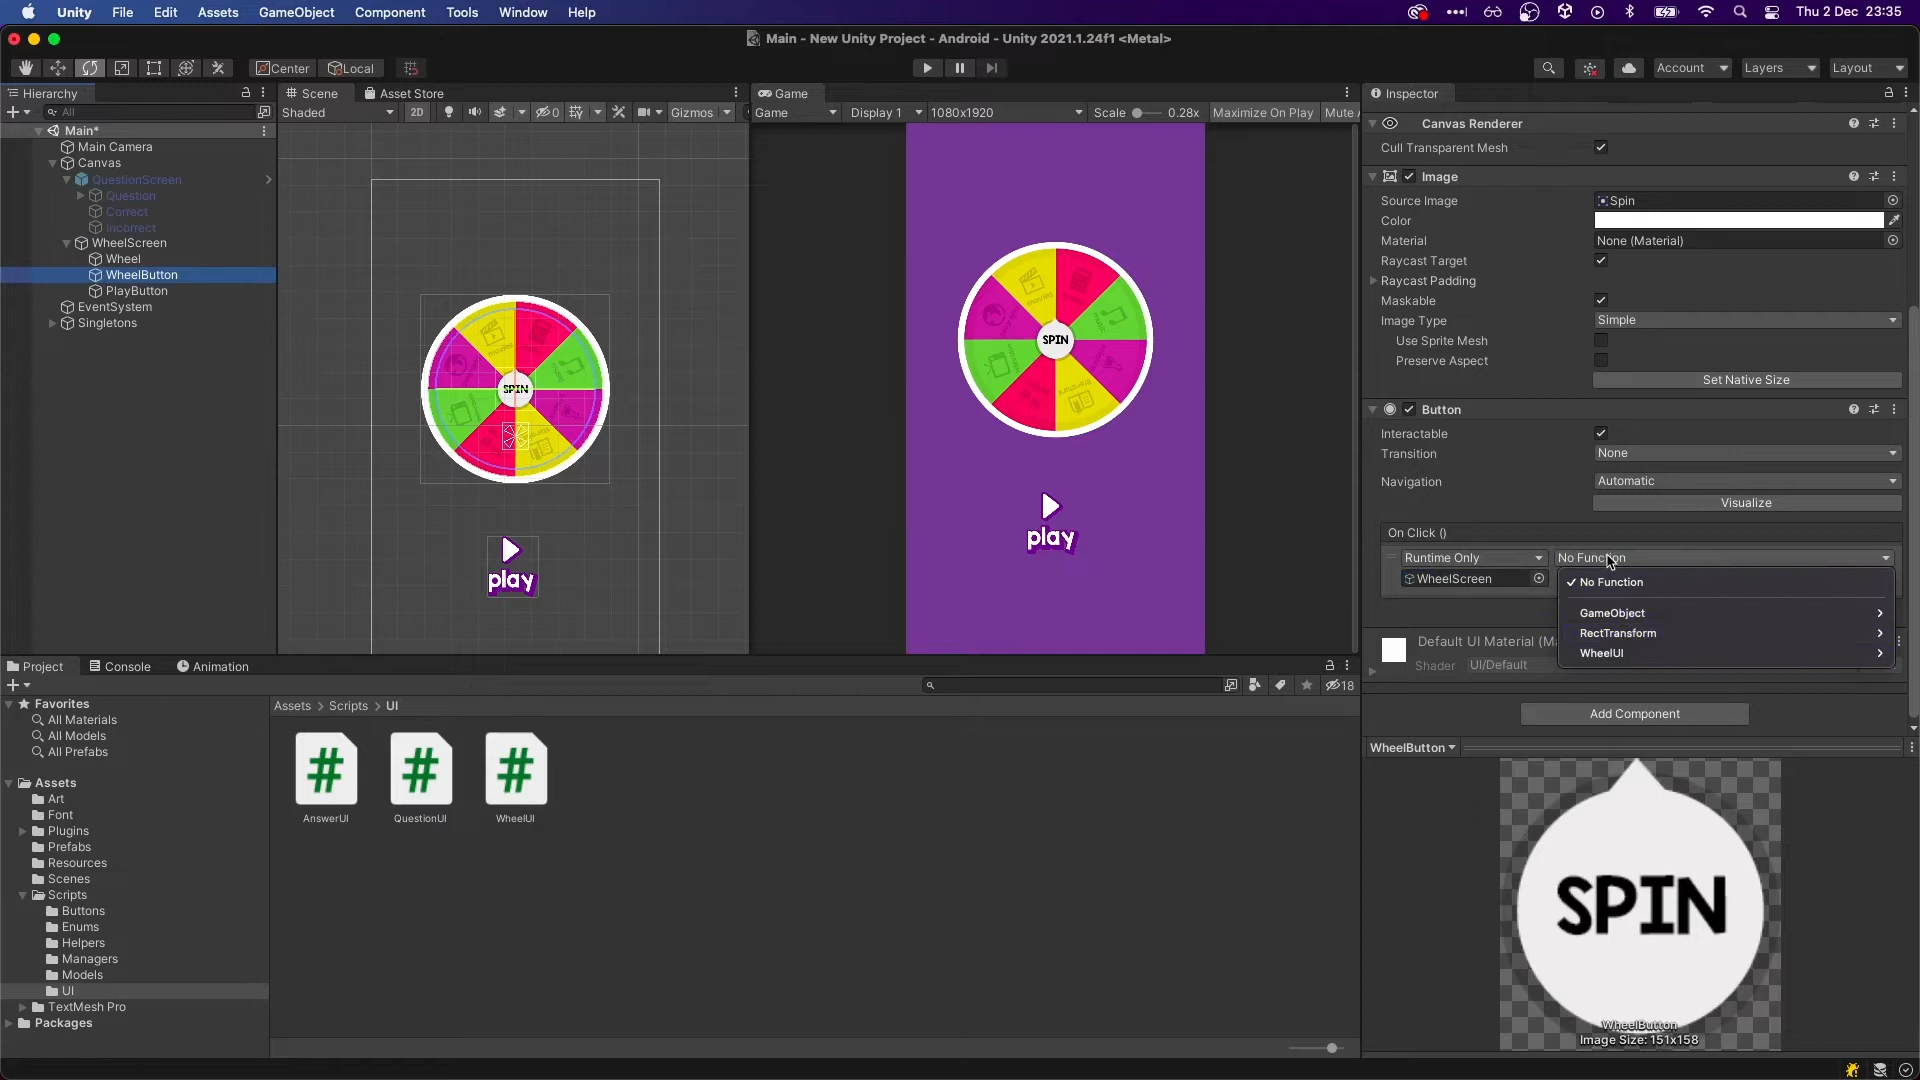 Unity File Edit Assets GameObject Component Tools Window Help
Thu 2 Dec 23:35
Main - New Unity Project - Android - Unity 2021.1.24f1 <Metal>
Center Local
Account Layers Layout
Hierarchy
All
Main*
Main Camera
Canvas
QuestionScreen
Question
Correct
Incorrect
WheelScreen
Wheel
WheelButton
PlayButton
EventSystem
Singletons
Scene Asset Store
Shaded 2D 0 Gizmos
SPIN
play
Game
Game Display 1 1080x1920 Scale 0.28x Maximize On Play Mute
SPIN
play
Inspector
Canvas Renderer
Cull Transparent Mesh
Image
Source Image Spin
Color
Material None (Material)
Raycast Target
Raycast Padding
Maskable
Image Type Simple
Use Sprite Mesh
Preserve Aspect
Set Native Size
Button
Interactable
Transition None
Navigation Automatic
Visualize
On Click ()
Runtime Only No Function
WheelScreen
No Function
GameObject
RectTransform
WheelUI
Default UI Material (Ma
Shader UI/Default
Add Component
WheelButton
SPIN
WheelButton
Image Size: 151x158
Project Console Animation
18
Favorites
All Materials
All Models
All Prefabs
Assets
Art
Font
Plugins
Prefabs
Resources
Scenes
Scripts
Buttons
Enums
Helpers
Managers
Models
UI
TextMesh Pro
Packages
Assets > Scripts > UI
# # #
AnswerUI QuestionUI WheelUI